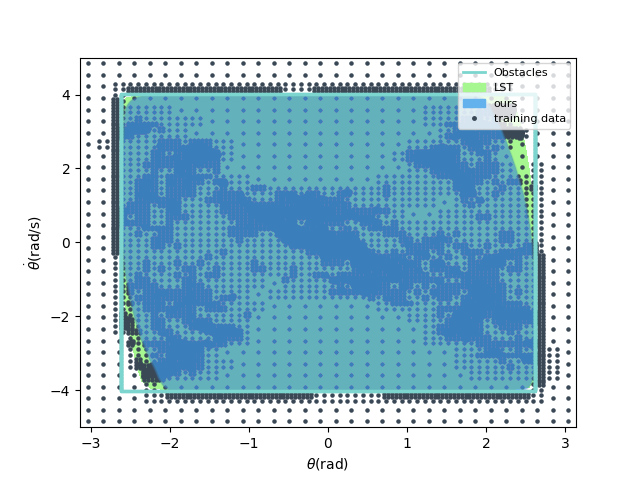 Obstacles
LST
ours
training data
4
2
0
−2
−4
θ̇(rad/s)
−3
−2
−1
0
1
2
3
θ(rad)